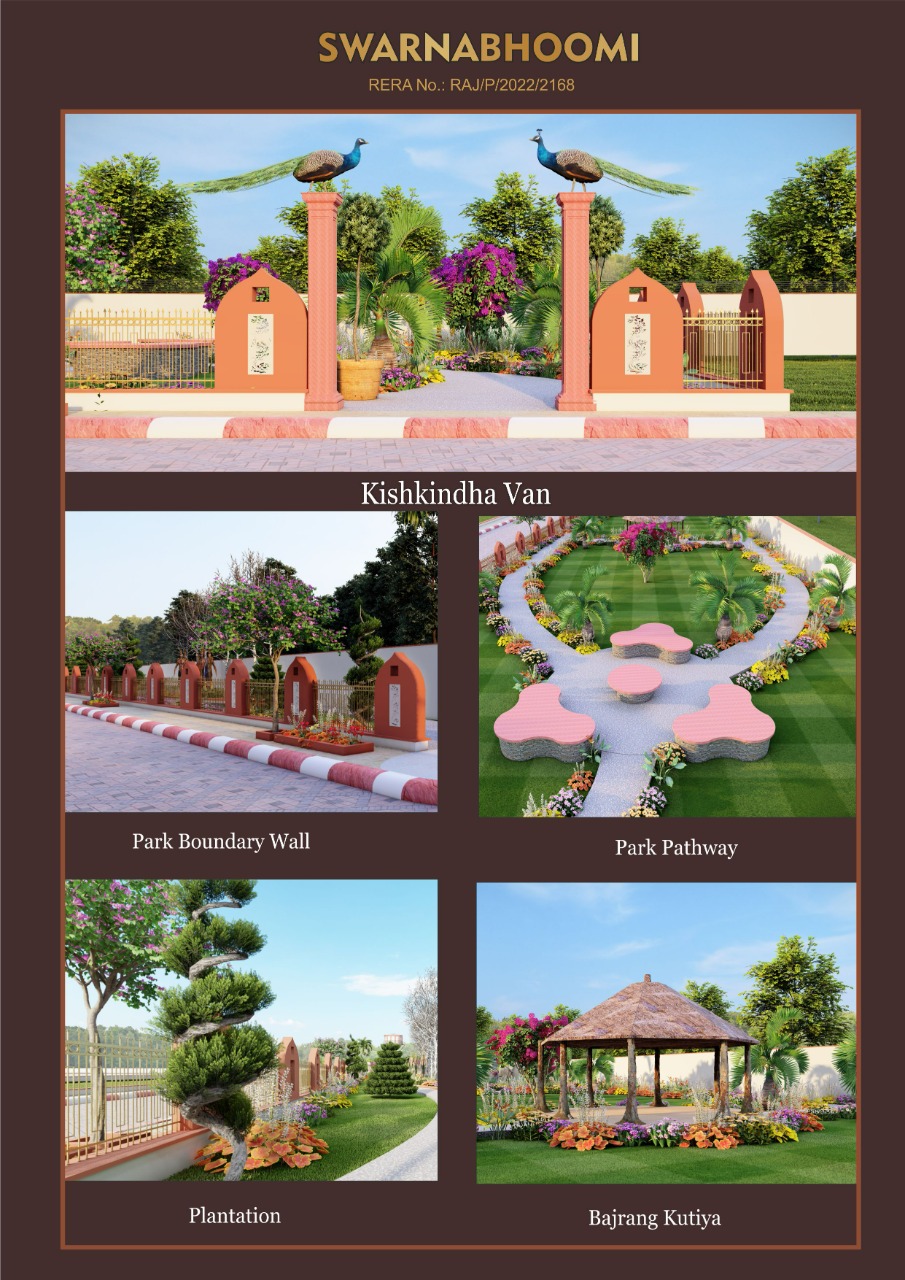 SWARNABHOOMI
RERA No.: RAJ/P/2022/2168
Kishkindha Van
Park Boundary Wall
Park Pathway
Plantation
Bajrang Kutiya